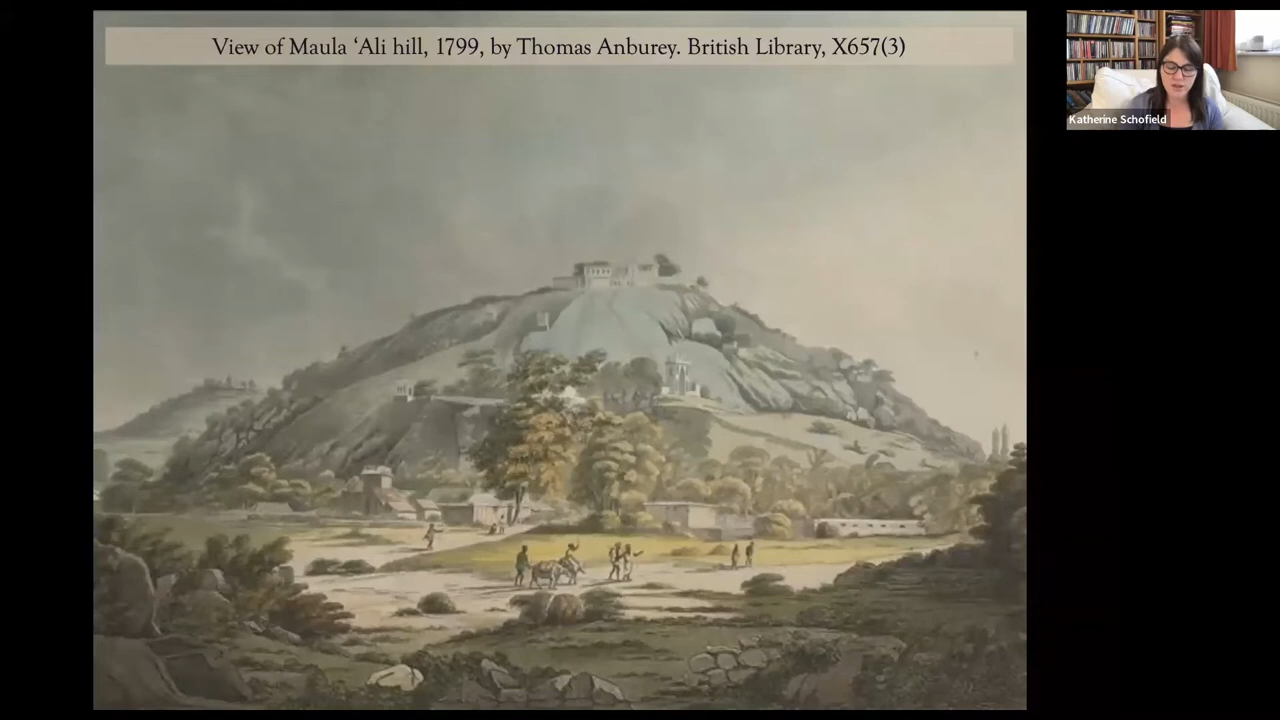 View of Maula ‘Ali hill, 1799, by Thomas Anburey. British Library, X657(3)
Katherine Schofield